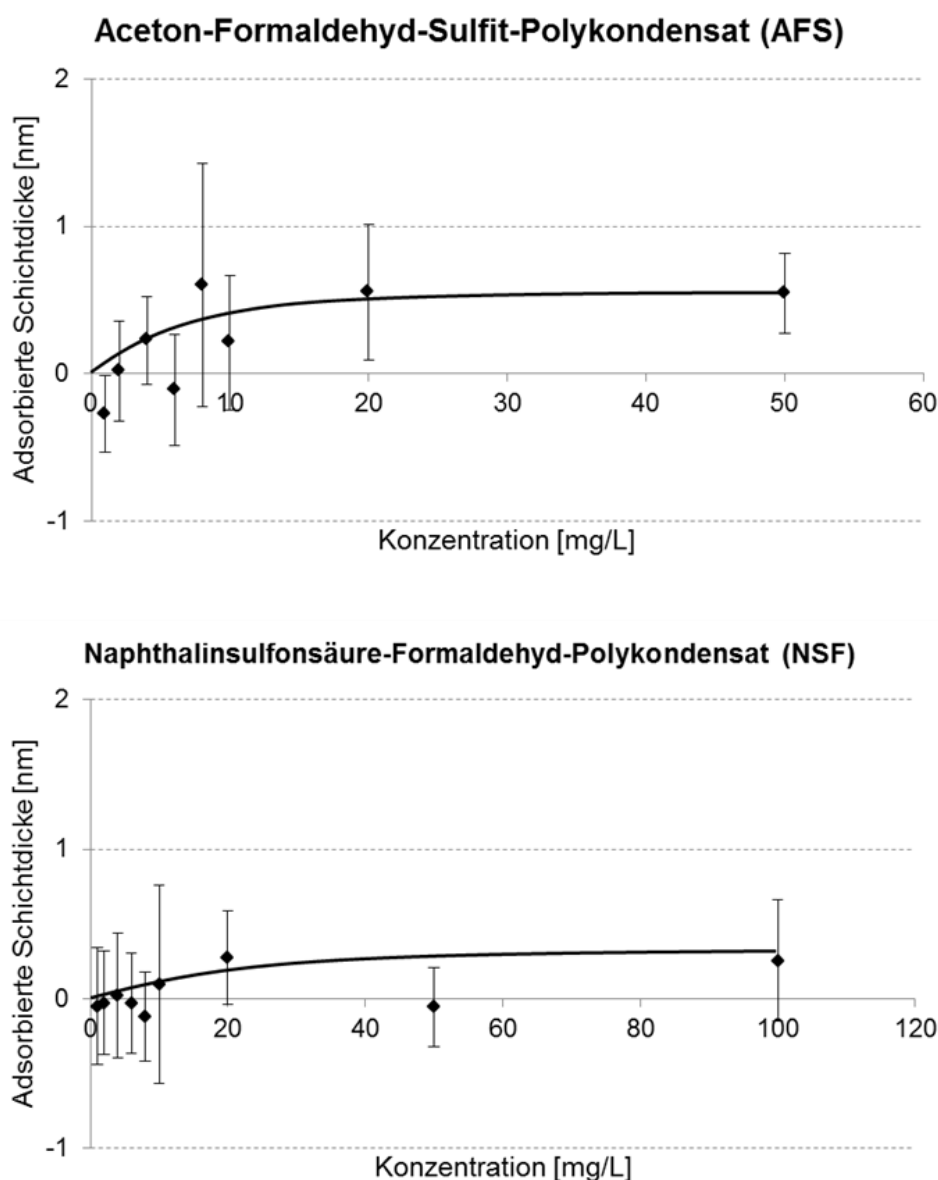 Aceton-Formaldehyd-Sulfit-Polykondensat (AFS)
2
1
0
-1
Adsorbierte Schichtdicke [nm]
0 10 20 30 40 50 60
Konzentration [mg/L]
Naphthalinsulfonsäure-Formaldehyd-Polykondensat (NSF)
2
1
0
-1
Adsorbierte Schichtdicke [nm]
0 20 40 60 80 100 120
Konzentration [mg/L]